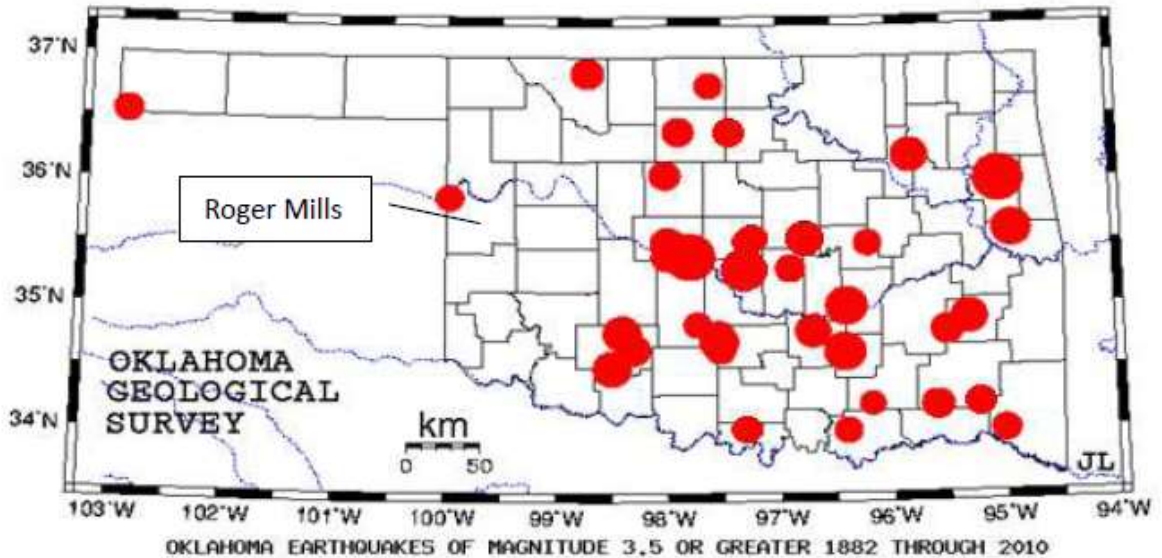 37°N
36°N
35°N
34°N
Roger Mills
OKLAHOMA
GEOLOGICAL
SURVEY
km
0 50
JL
103°W 102°W 101°W 100°W 99°W 98°W 97°W 96°W 95°W 94°W
OKLAHOMA EARTHQUAKES OF MAGNITUDE 3.5 OR GREATER 1882 THROUGH 2010